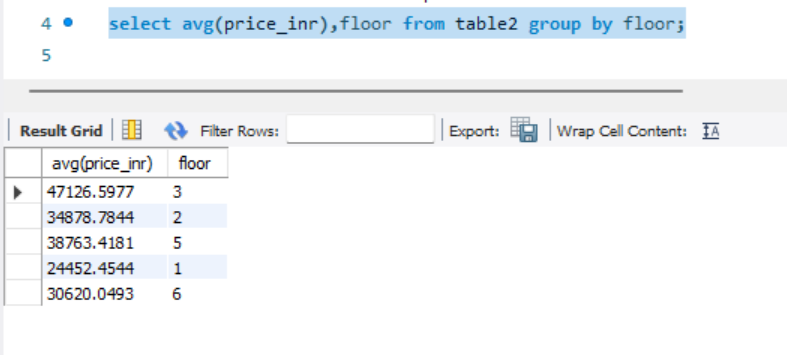 4 select avg(price_inr),floor from table2 group by floor;
5
Result Grid Filter Rows: Export: Wrap Cell Content: IA
avg(price_inr) floor
47126.5977 3
34878.7844 2
38763.4181 5
24452.4544 1
30620.0493 6